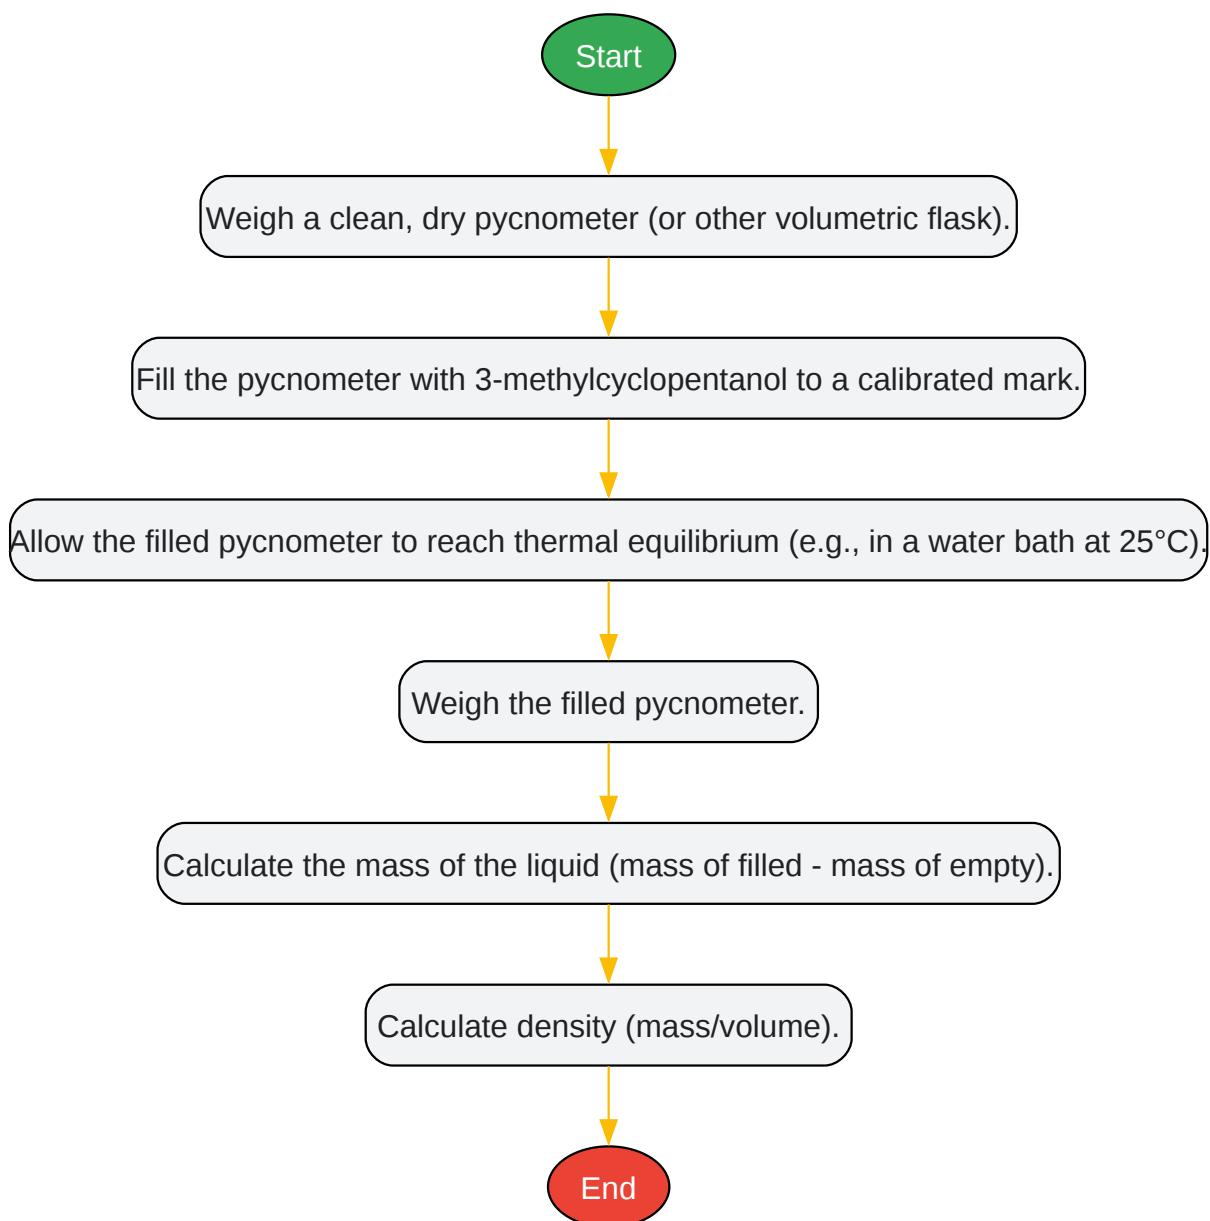 Start
Weigh a clean, dry pycnometer (or other volumetric flask).
Fill the pycnometer with 3-methylcyclopentanol to a calibrated mark.
Allow the filled pycnometer to reach thermal equilibrium (e.g., in a water bath at 25°C).
Weigh the filled pycnometer.
Calculate the mass of the liquid (mass of filled - mass of empty).
Calculate density (mass/volume).
End